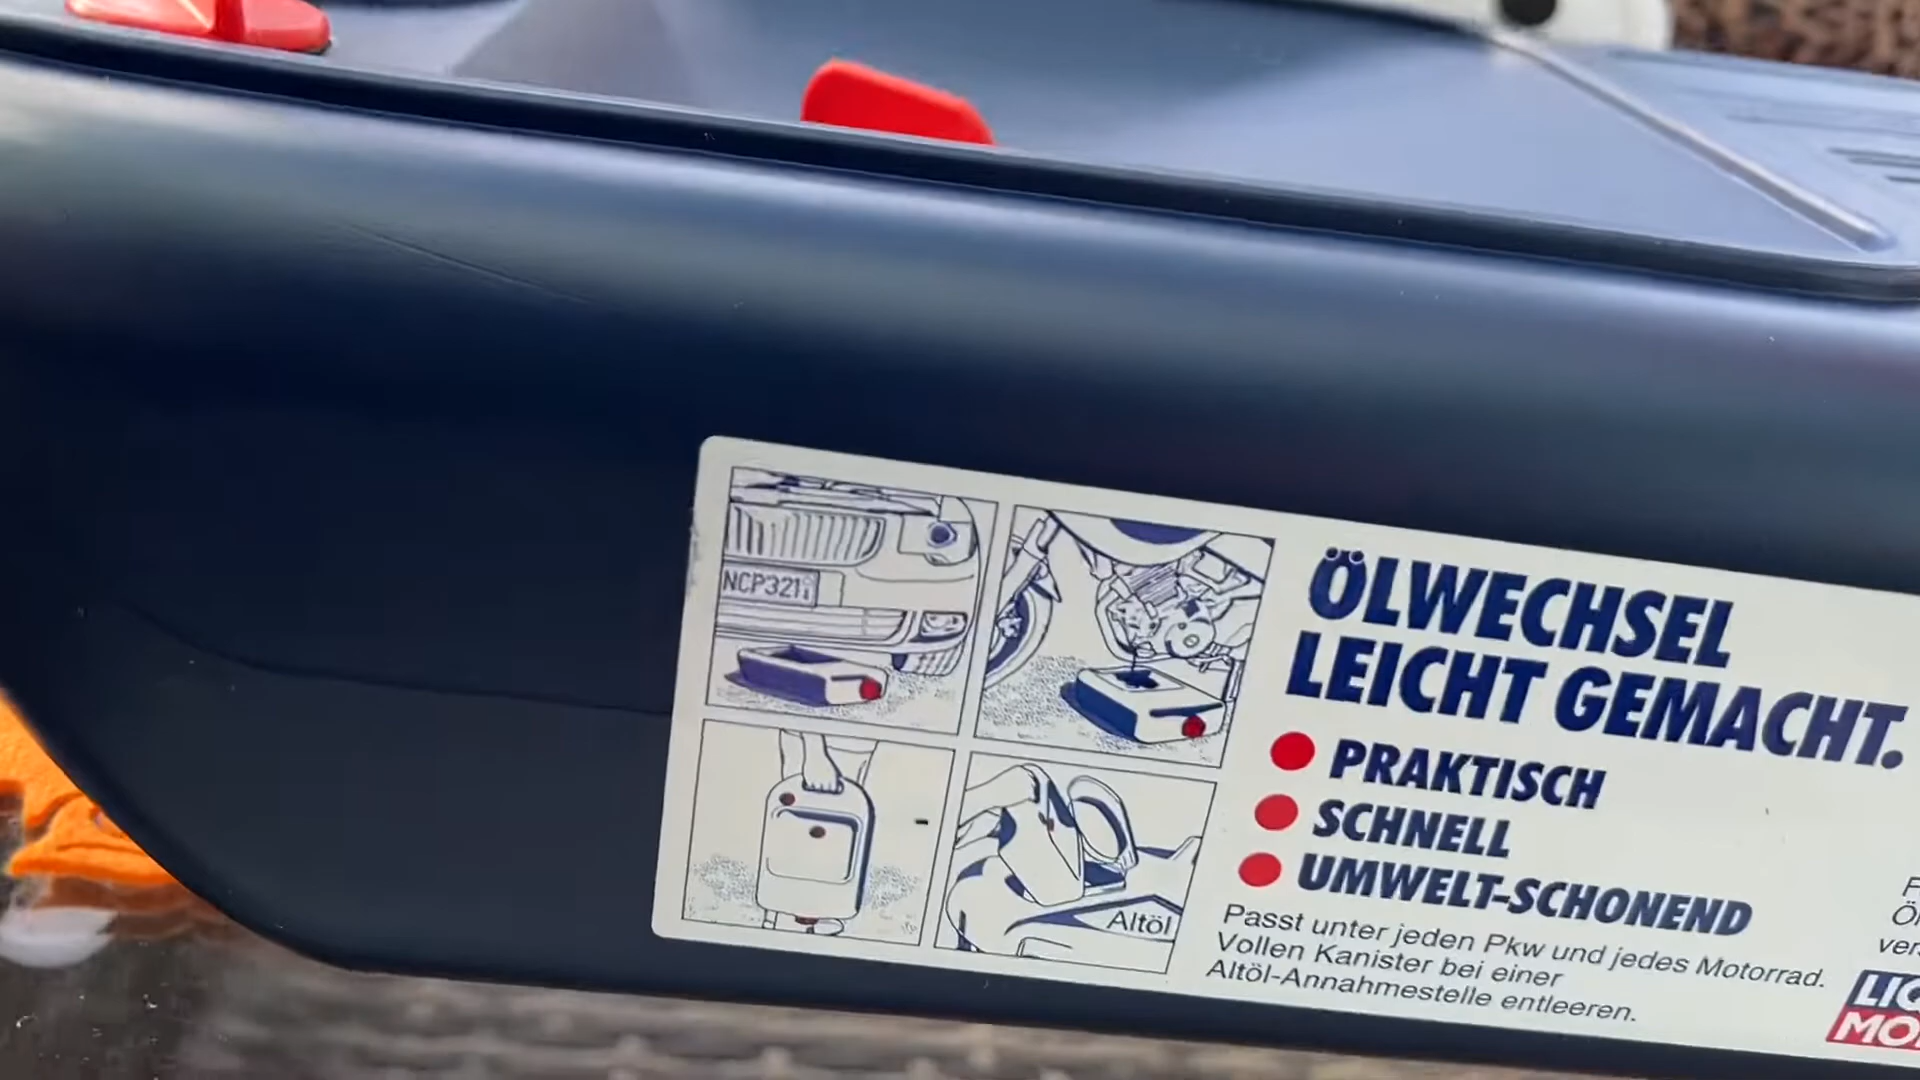 NCP321
Altöl
ÖLWECHSEL
LEICHT GEMACHT.
PRAKTISCH
SCHNELL
UMWELT-SCHONEND
Passt unter jeden Pkw und jedes Motorrad.
Vollen Kanister bei einer
Altöl-Annahmestelle entleeren.